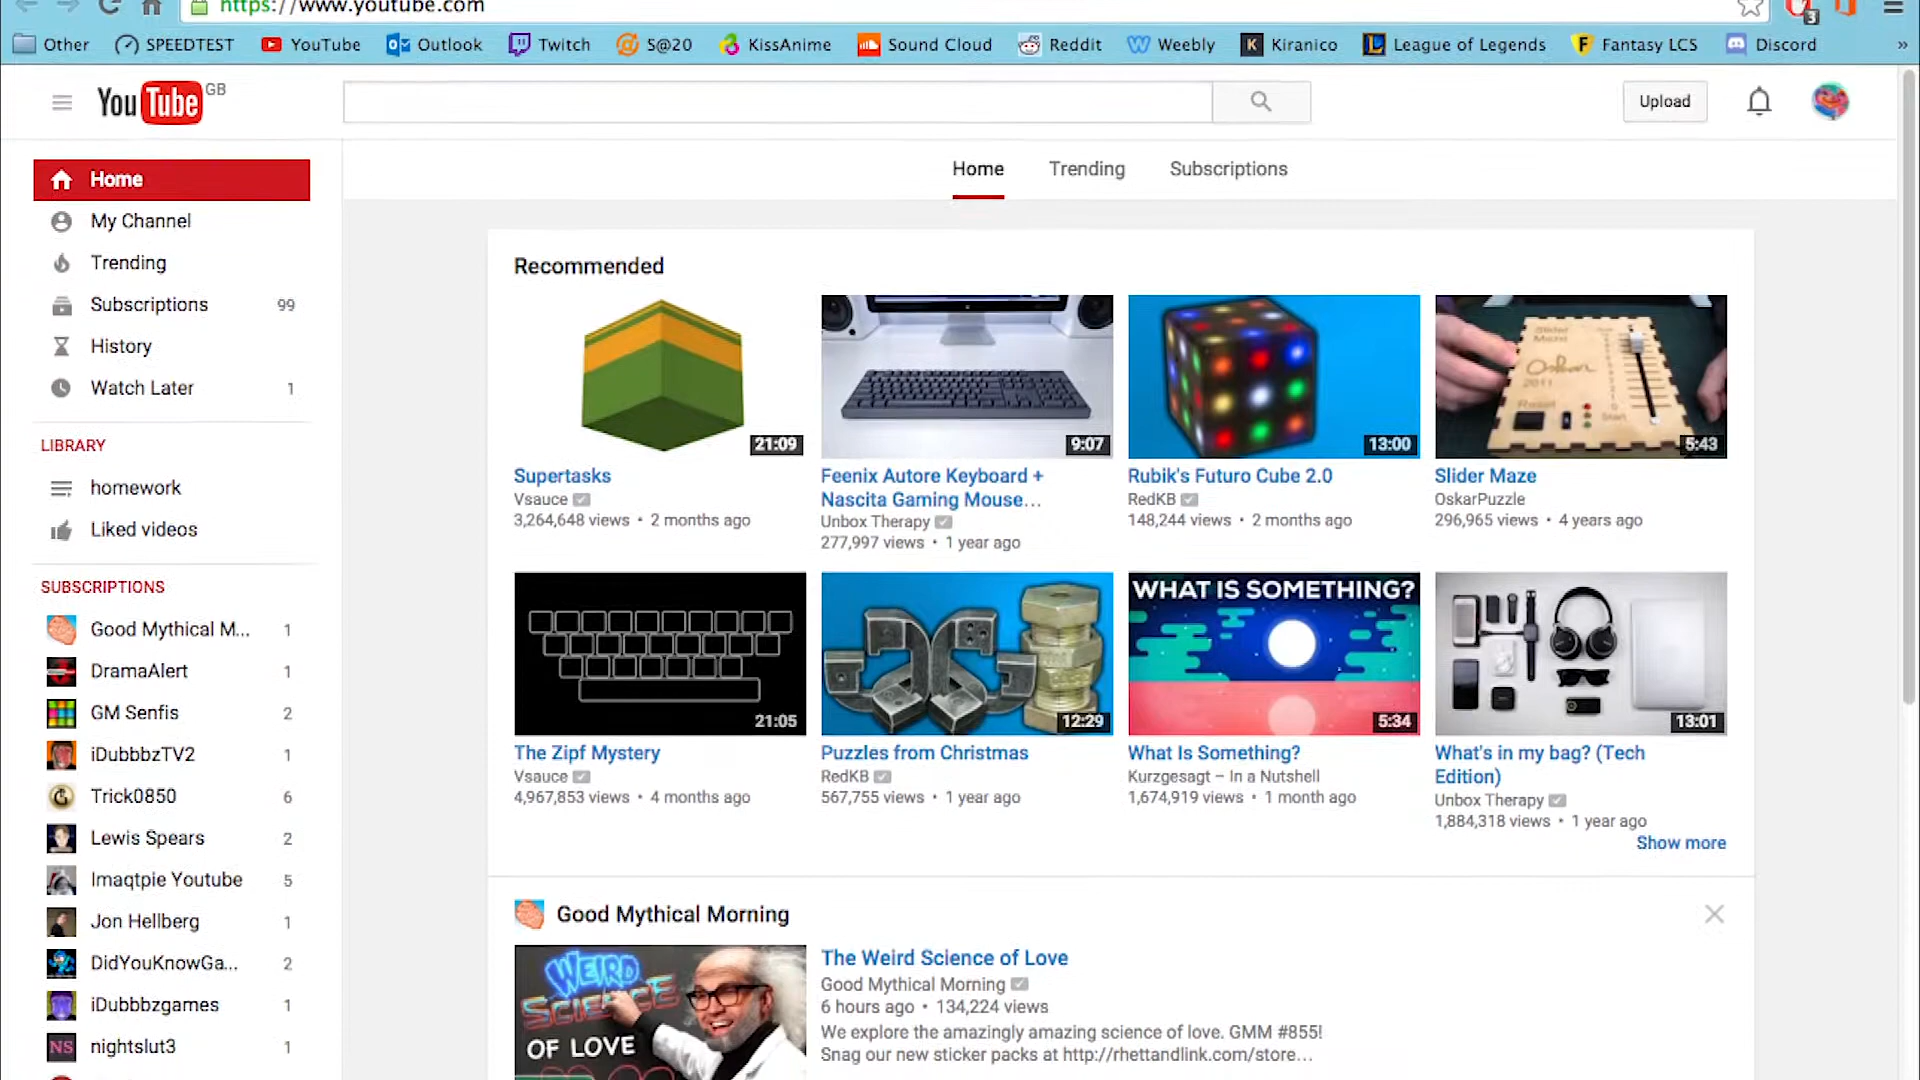 https://www.youtube.com
3
Other
SPEEDTEST
YouTube
Outlook
Twitch
S@20
KissAnime
Sound Cloud
Reddit
Weebly
Kiranico
League of Legends
Fantasy LCS
Discord
»
YouTube GB
Upload
Home
My Channel
Trending
Subscriptions 99
History
Watch Later 1
LIBRARY
homework
Liked videos
SUBSCRIPTIONS
Good Mythical M... 1
DramaAlert 1
GM Senfis 2
iDubbbzTV2 1
Trick0850 6
Lewis Spears 2
Imaqtpie Youtube 5
Jon Hellberg 1
DidYouKnowGa... 2
iDubbbzgames 1
NS nightslut3 1
Home Trending Subscriptions
Recommended
21:09
Supertasks
Vsauce
3,264,648 views • 2 months ago
9:07
Feenix Autore Keyboard +
Nascita Gaming Mouse...
Unbox Therapy
277,997 views • 1 year ago
13:00
Rubik's Futuro Cube 2.0
RedKB
148,244 views • 2 months ago
Slider
Maze
Oskar
2011
Reset
Start
5:43
Slider Maze
OskarPuzzle
296,965 views • 4 years ago
21:05
The Zipf Mystery
Vsauce
4,967,853 views • 4 months ago
12:29
Puzzles from Christmas
RedKB
567,755 views • 1 year ago
WHAT IS SOMETHING?
5:34
What Is Something?
Kurzgesagt – In a Nutshell
1,674,919 views • 1 month ago
13:01
What's in my bag? (Tech
Edition)
Unbox Therapy
1,884,318 views • 1 year ago
Show more
Good Mythical Morning
WEIRD
SCIENCE
OF LOVE
The Weird Science of Love
Good Mythical Morning
6 hours ago • 134,224 views
We explore the amazingly amazing science of love. GMM #855!
Snag our new sticker packs at http://rhettandlink.com/store...